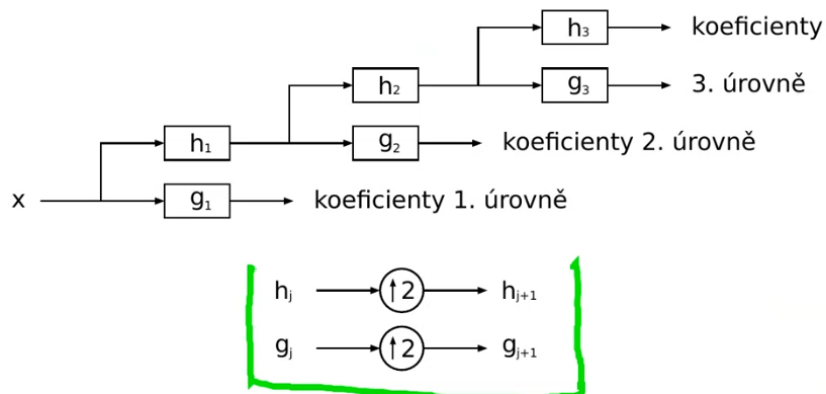 h₃ koeficienty
h₂ g₃ 3. úrovně
h₁ g₂ koeficienty 2. úrovně
x g₁ koeficienty 1. úrovně
hⱼ ↑2 hⱼ₊₁
gⱼ ↑2 gⱼ₊₁